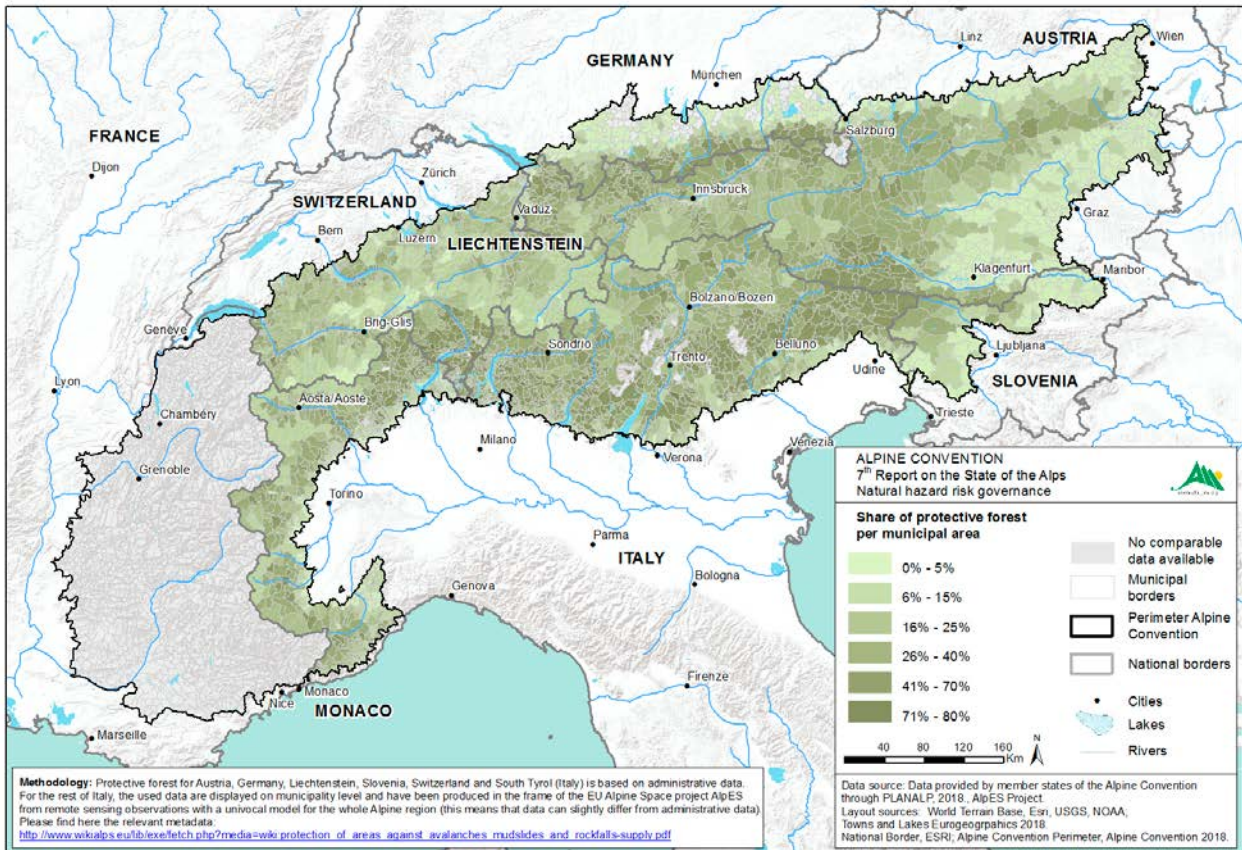 Linz
AUSTRIA
Wien
GERMANY
München
FRANCE
Salzburg
Dijon
Zürich
Innsbruck
SWITZERLAND
Vaduz
Graz
Bern
Luzern
LIECHTENSTEIN
Klagenfurt
Maribor
Bolzano/Bozen
Brig-Glis
Genève
Sondrio
Trento
Belluno
Ljubljana
Udine
SLOVENIA
Lyon
Aosta/Aoste
Chambéry
Trieste
Milano
Venezia
Verona
Grenoble
Torino
Parma
ITALY
Bologna
Genova
Firenze
Monaco
Nice
MONACO
Marseille
ALPINE CONVENTION
7th Report on the State of the Alps
Natural hazard risk governance
Share of protective forest
per municipal area
0% - 5%
6% - 15%
16% - 25%
26% - 40%
41% - 70%
71% - 80%
No comparable
data available
Municipal
borders
Perimeter Alpine
Convention
National borders
Cities
Lakes
Rivers
40 80 120 160
Km
N
Methodology: Protective forest for Austria, Germany, Liechtenstein, Slovenia, Switzerland and South Tyrol (Italy) is based on administrative data.
For the rest of Italy, the used data are displayed on municipality level and have been produced in the frame of the EU Alpine Space project AlpES
from remote sensing observations with a univocal model for the whole Alpine region (this means that data can slightly differ from administrative data)
Please find here the relevant metadata:
http://www.wikialps.eu/lib/exe/fetch.php?media=wiki:protection_of_areas_against_avalanches_mudslides_and_rockfalls-supply.pdf
Data source: Data provided by member states of the Alpine Convention
through PLANALP, 2018., AlpES Project.
Layout sources: World Terrain Base, Esri, USGS, NOAA,
Towns and Lakes Eurogeogrpahics 2018.
National Border, ESRI; Alpine Convention Perimeter, Alpine Convention 2018.